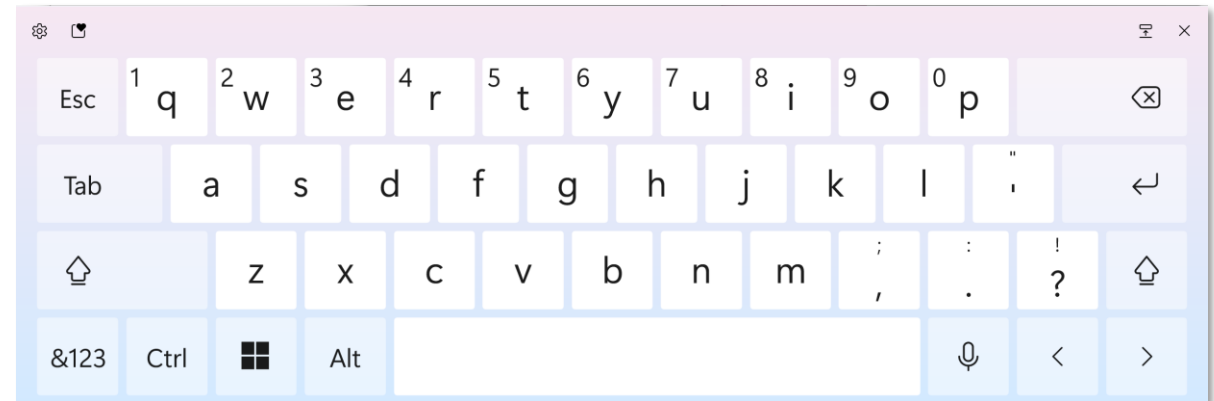 Esc 1 q 2 w 3 e 4 r 5 t 6 y 7 u 8 i 9 o 0 p
Tab a s d f g h j k l " '
z x c v b n m ; , : . ! ?
&123 Ctrl Alt < >